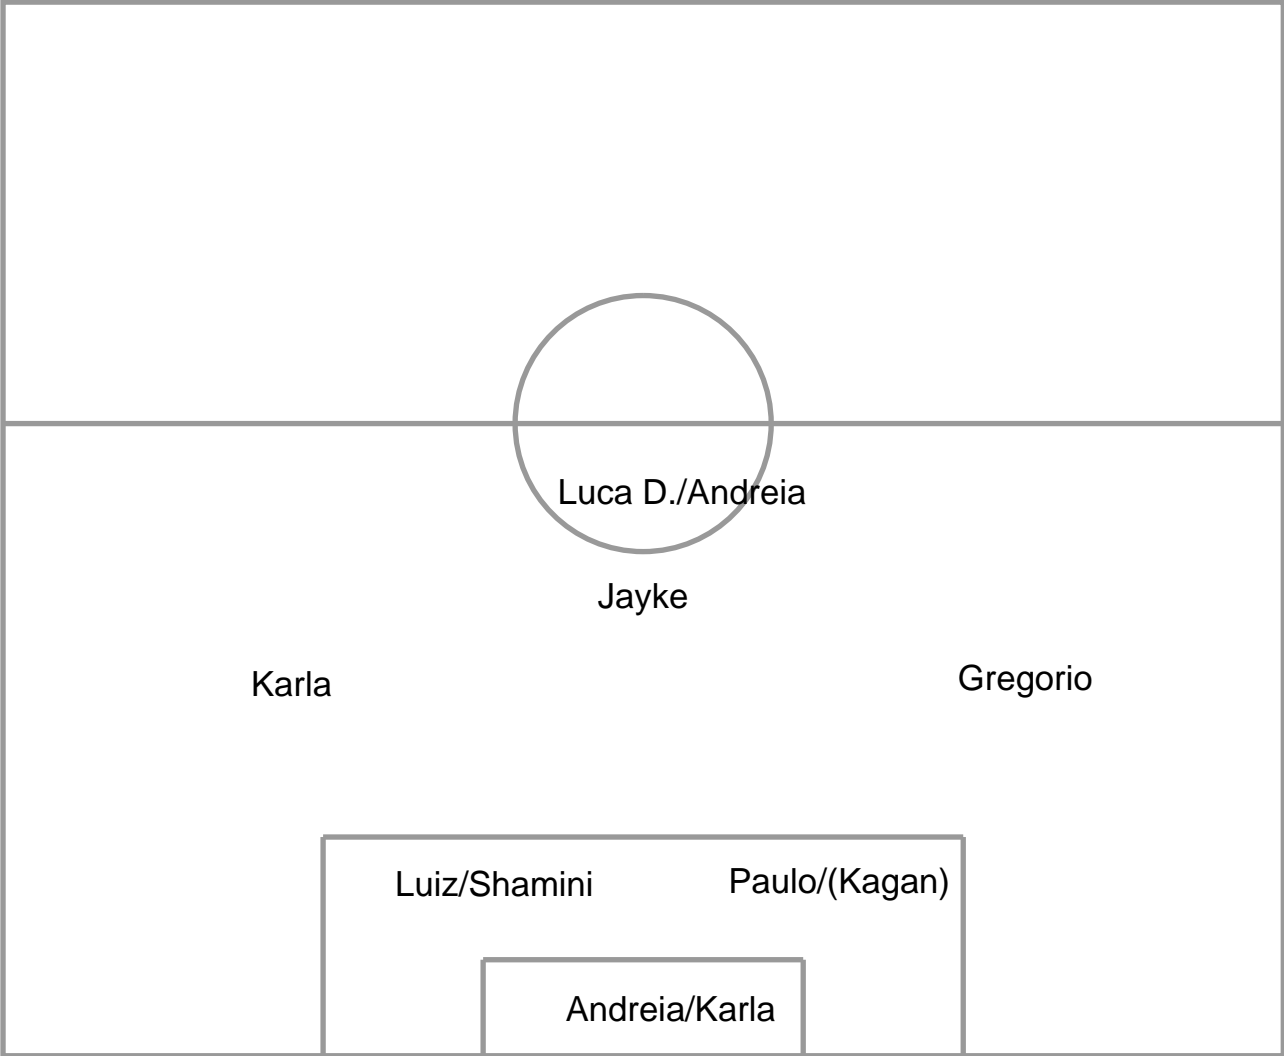 Luca D./Andreia
Jayke
Karla
Gregorio
Luiz/Shamini
Paulo/(Kagan)
Andreia/Karla